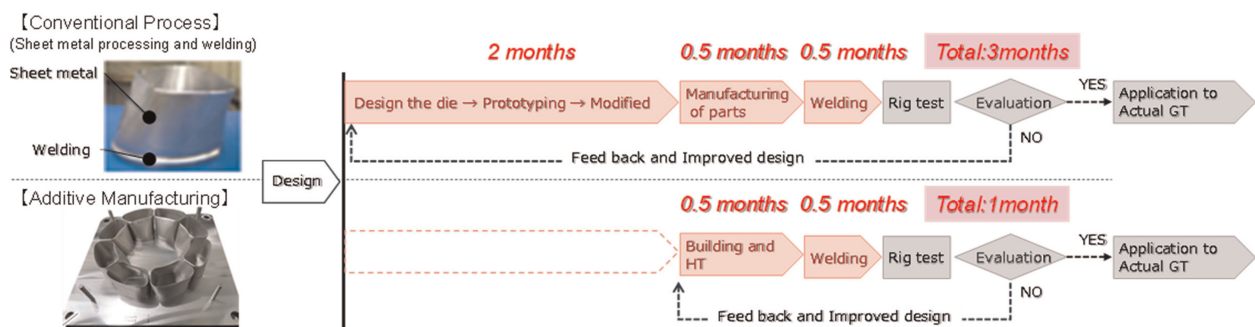 【Conventional Process】
(Sheet metal processing and welding)
Sheet metal
Welding
2 months
0.5 months
0.5 months
Total:3months
Design the die → Prototyping → Modified
Manufacturing
of parts
Welding
Rig test
Evaluation
YES
Application to
Actual GT
NO
Feed back and Improved design
Design
【Additive Manufacturing】
0.5 months
0.5 months
Total:1month
Building and
HT
Welding
Rig test
Evaluation
YES
Application to
Actual GT
NO
Feed back and Improved design